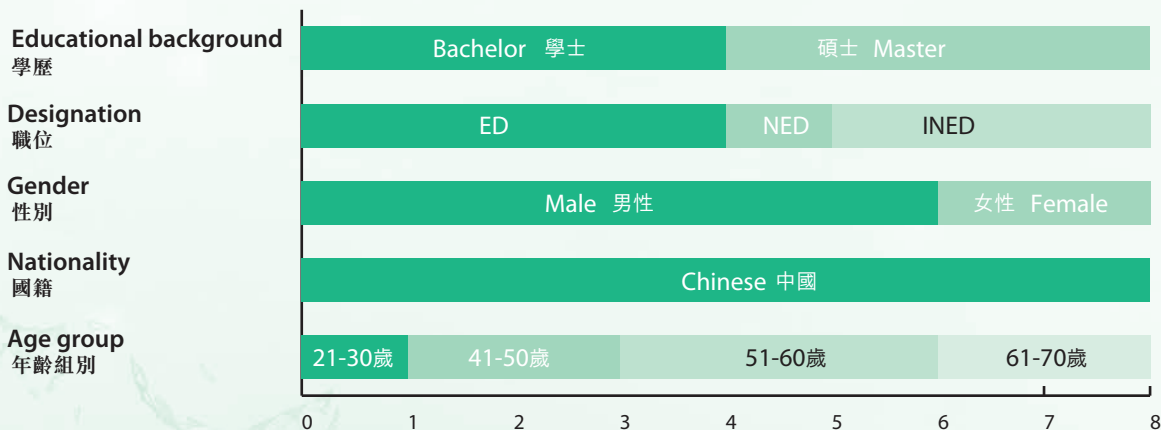 Educational background
學歷
Bachelor 學士
碩士 Master
Designation
職位
ED
NED
INED
Gender
性別
Male 男性
女性 Female
Nationality
國籍
Chinese 中國
Age group
年齡組別
21-30歲
41-50歲
51-60歲
61-70歲
0 1 2 3 4 5 6 7 8